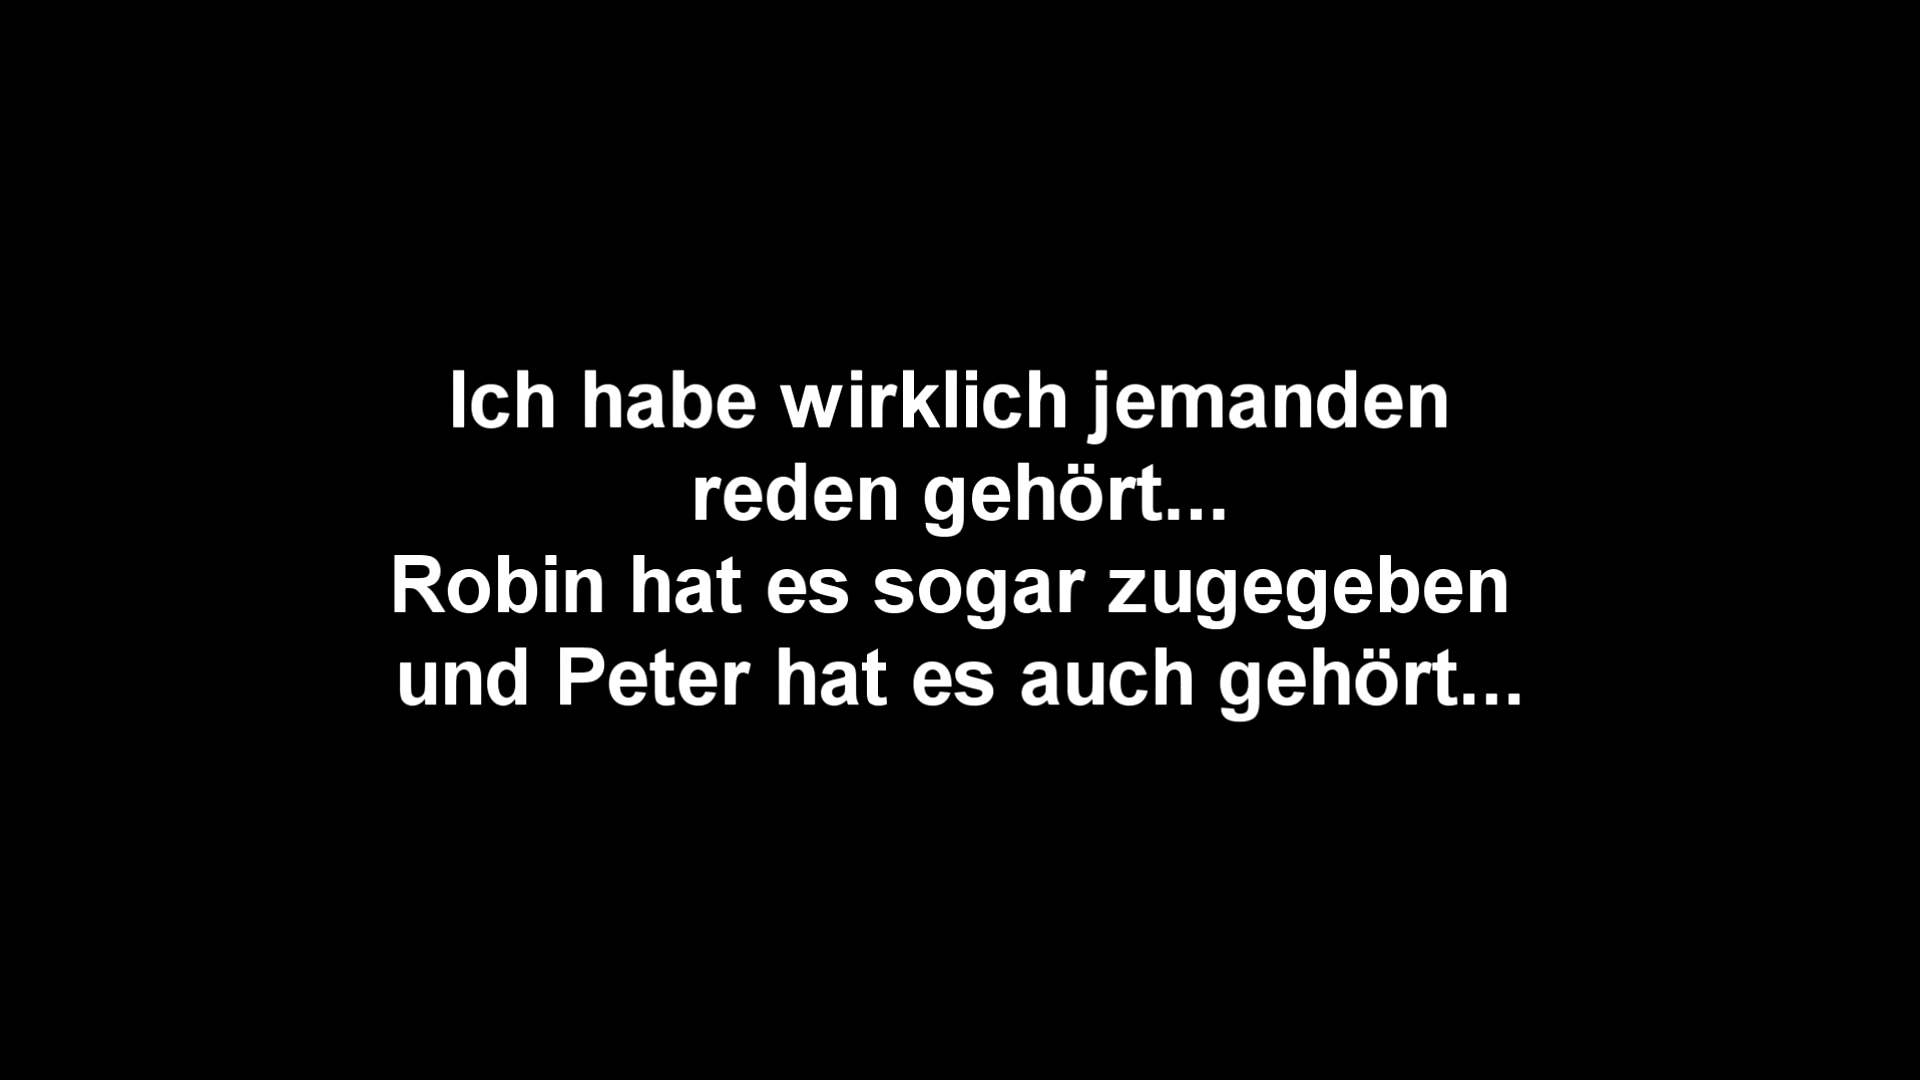 Ich habe wirklich jemanden
reden gehört...
Robin hat es sogar zugegeben
und Peter hat es auch gehört...